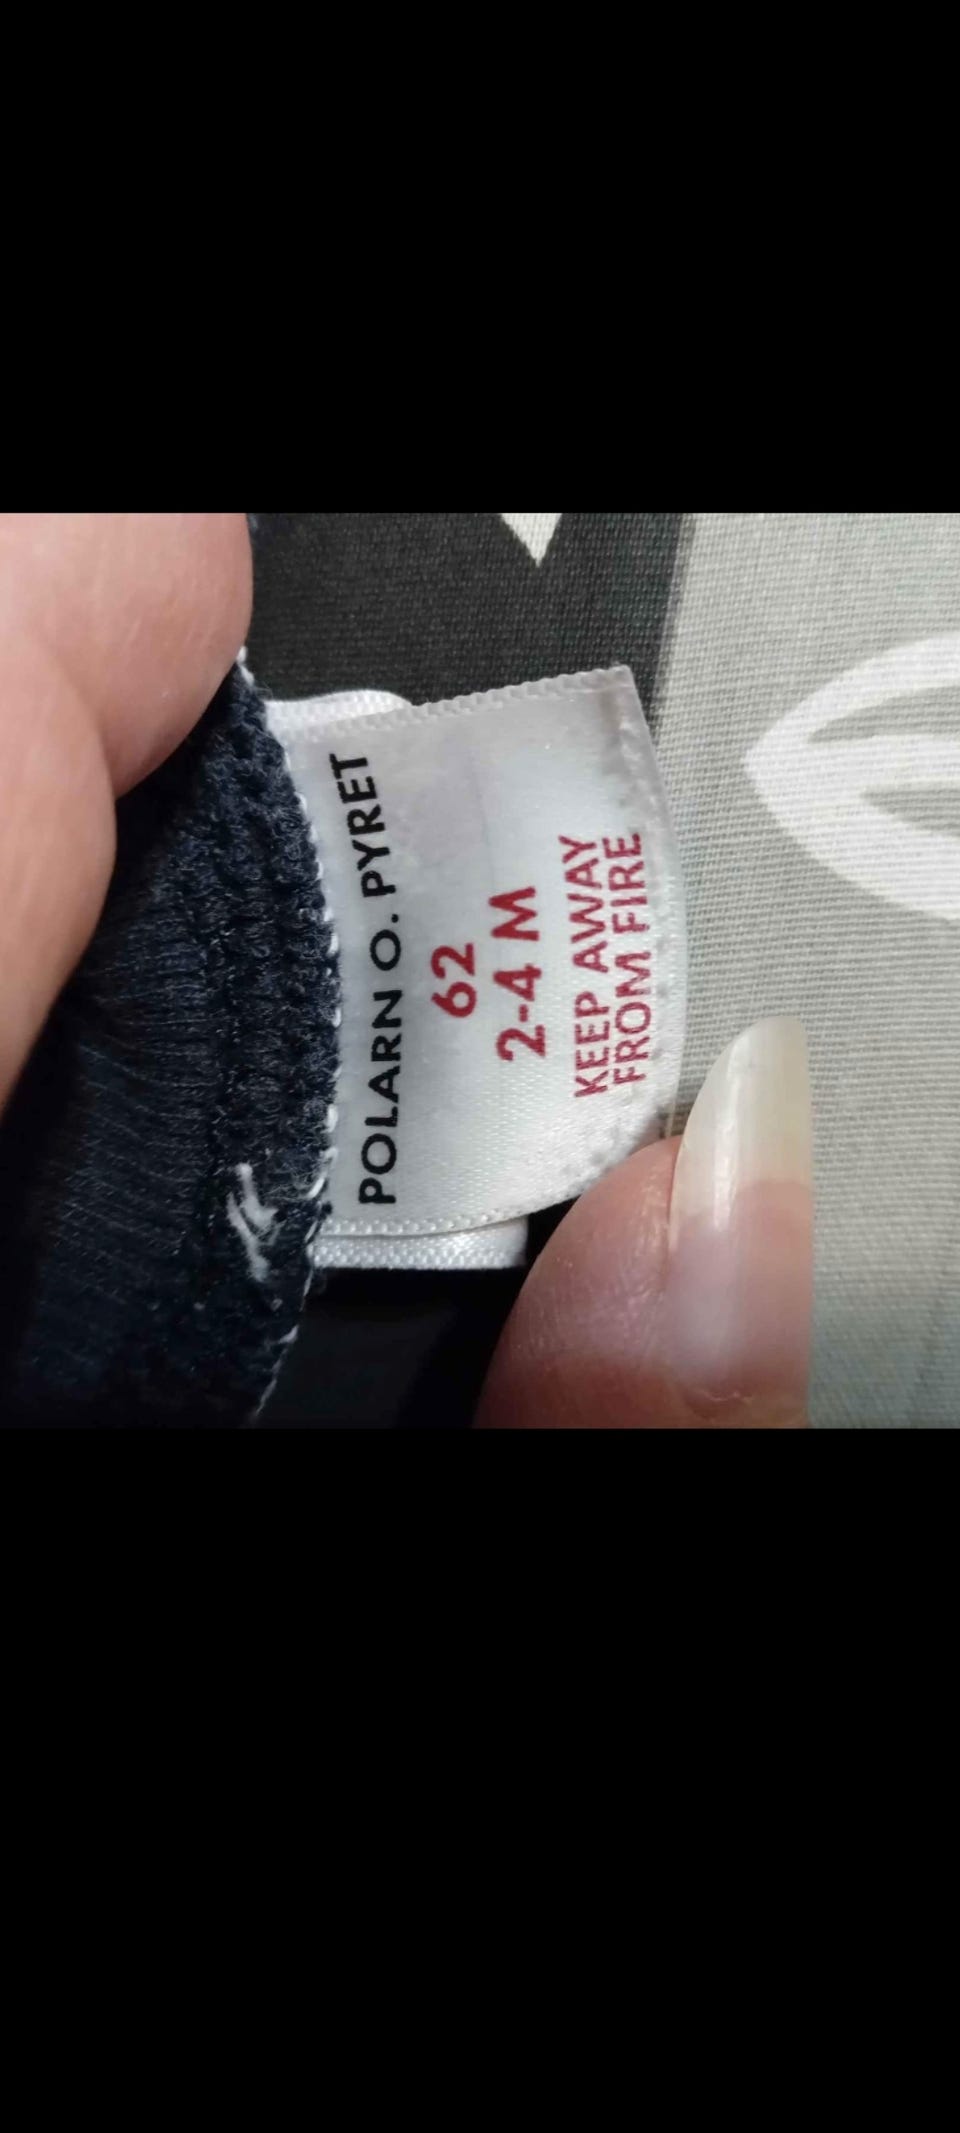 POLARN O. PYRET
62
2-4 M
KEEP AWAY
FROM FIRE